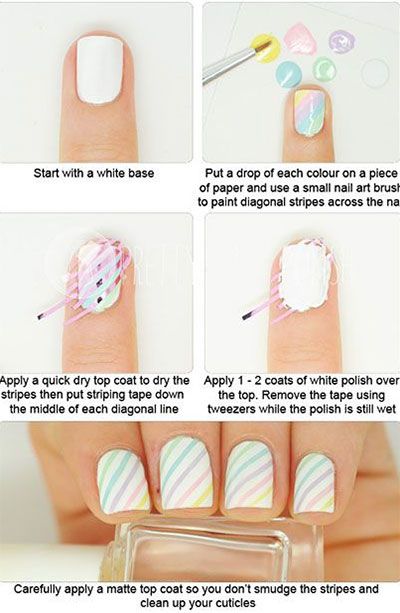 Start with a white base
Put a drop of each colour on a piece
of paper and use a small nail art brush
to paint diagonal stripes across the na
PRETTY
Apply a quick dry top coat to dry the
stripes then put striping tape down
the middle of each diagonal line
Apply 1 - 2 coats of white polish over
the top. Remove the tape using
tweezers while the polish is still wet
Carefully apply a matte top coat so you don't smudge the stripes and
clean up your cuticles